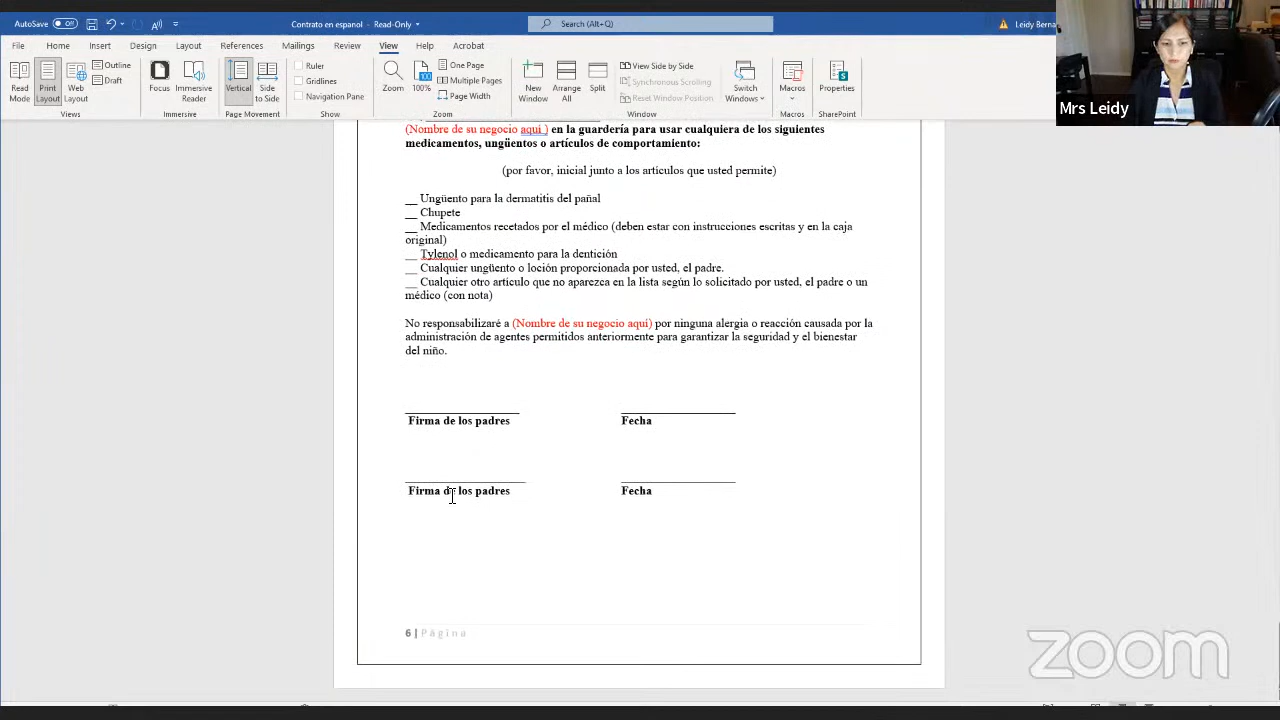 AutoSave Off Contrato en espanol - Read-Only Search (Alt+Q) Leidy Berna
File Home Insert Design Layout References Mailings Review View Help Acrobat
Read Mode
Print Layout
Web Layout
Outline
Draft
Views
Focus
Immersive Reader
Immersive
Vertical
Side to Side
Page Movement
Ruler
Gridlines
Navigation Pane
Show
Zoom
100%
One Page
Multiple Pages
Page Width
Zoom
New Window
Arrange All
Split
View Side by Side
Synchronous Scrolling
Reset Window Position
Switch Windows
Window
Macros
Macros
Properties
SharePoint
Mrs Leidy
(Nombre de su negocio aquí ) en la guardería para usar cualquiera de los siguientes
medicamentos, ungüentos o artículos de comportamiento:
(por favor, inicial junto a los artículos que usted permite)
__ Ungüento para la dermatitis del pañal
__ Chupete
__ Medicamentos recetados por el médico (deben estar con instrucciones escritas y en la caja
original)
__ Tylenol o medicamento para la dentición
__ Cualquier ungüento o loción proporcionada por usted, el padre.
__ Cualquier otro artículo que no aparezca en la lista según lo solicitado por usted, el padre o un
médico (con nota)
No responsabilizaré a (Nombre de su negocio aquí) por ninguna alergia o reacción causada por la
administración de agentes permitidos anteriormente para garantizar la seguridad y el bienestar
del niño.
Firma de los padres Fecha
Firma de los padres Fecha
6 | Página
zoom